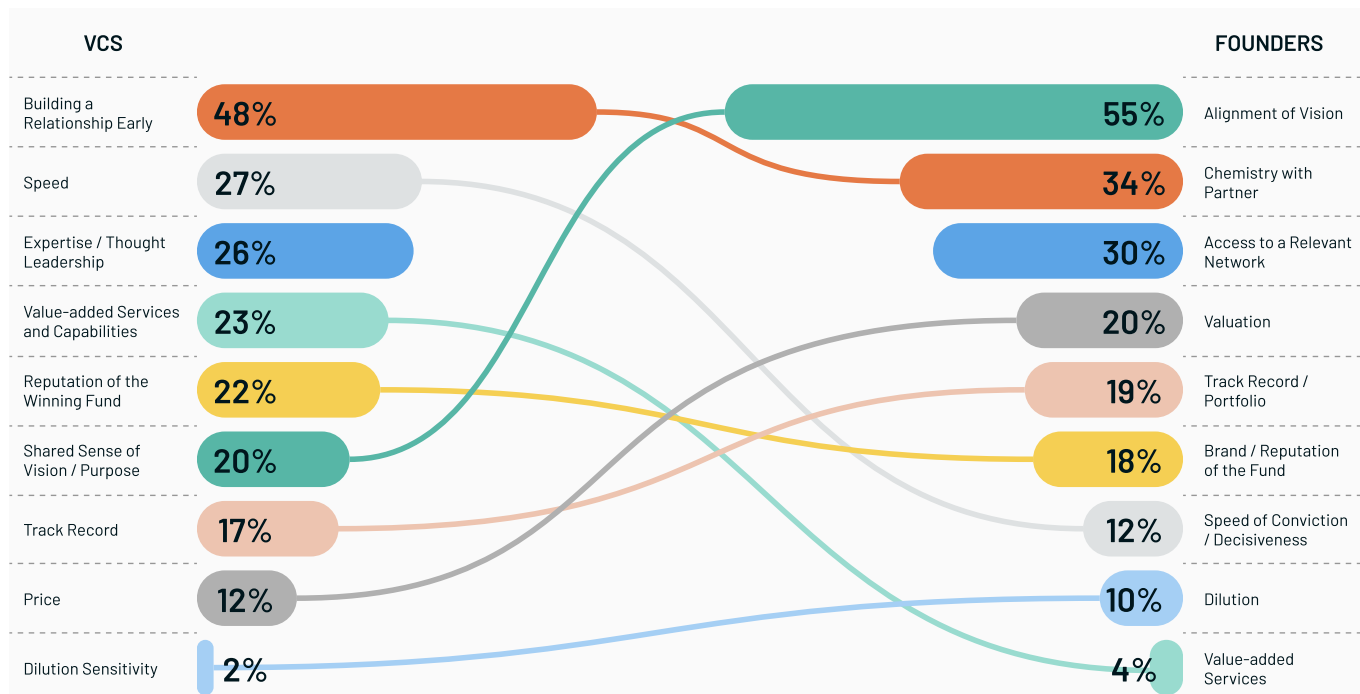 VCS
FOUNDERS
Building a
Relationship Early
48%
55%
Alignment of Vision
Speed
27%
34%
Chemistry with
Partner
Expertise / Thought
Leadership
26%
30%
Access to a Relevant
Network
Value-added Services
and Capabilities
23%
20%
Valuation
Reputation of the
Winning Fund
22%
19%
Track Record /
Portfolio
Shared Sense of
Vision / Purpose
20%
18%
Brand / Reputation
of the Fund
Track Record
17%
12%
Speed of Conviction
/ Decisiveness
Price
12%
10%
Dilution
Dilution Sensitivity
2%
4%
Value-added
Services